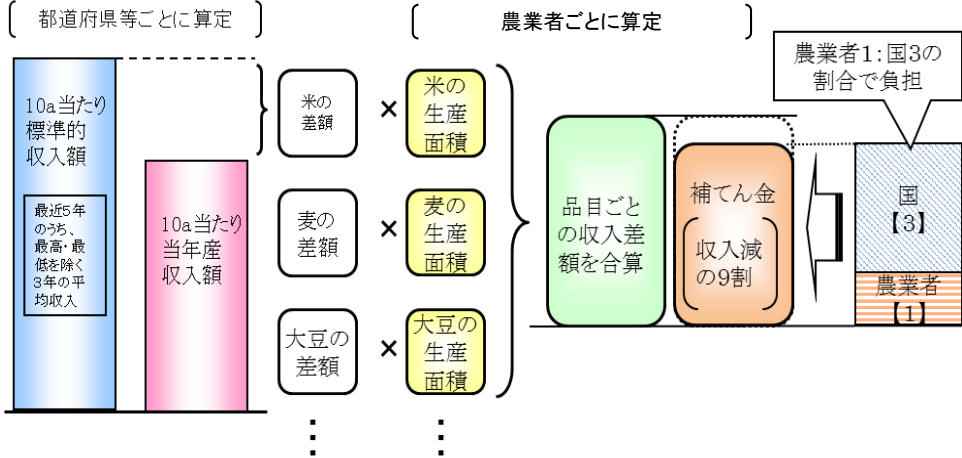 都道府県等ごとに算定
農業者ごとに算定
10a当たり
標準的
収入額
最近5年
のうち、
最高・最
低を除く
3年の平
均収入
10a当たり
当年産
収入額
米の
差額
×
米の
生産
面積
麦の
差額
×
麦の
生産
面積
大豆の
差額
×
大豆の
生産
面積
品目ごと
の収入差
額を合算
補てん金
収入減
の9割
農業者1:国3の
割合で負担
国
【3】
農業者
【1】